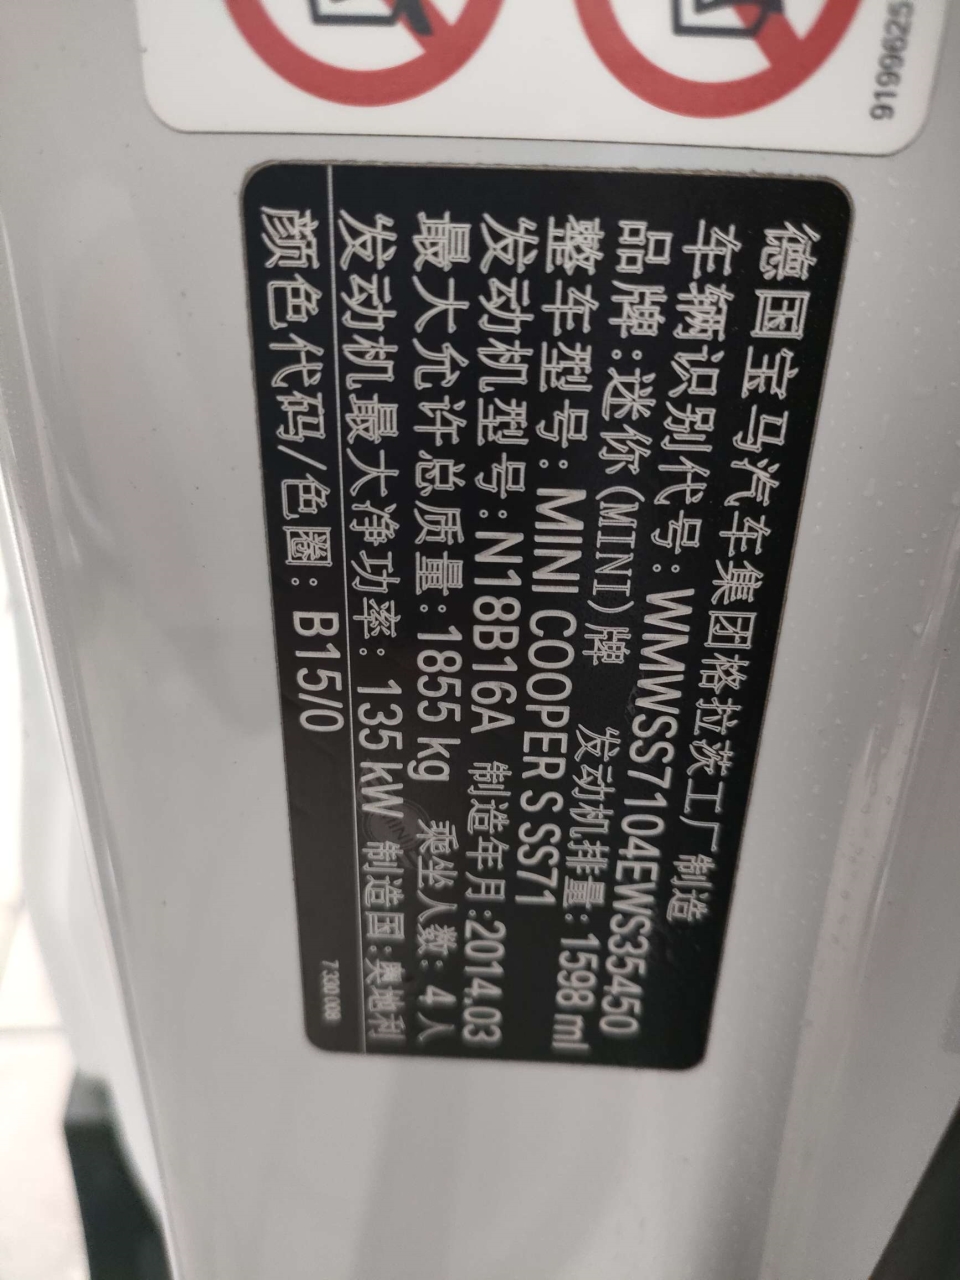 9199625
德国宝马汽车集团格拉茨工厂 制造
车辆识别代号: WMWSS7104EWS35450
品牌:迷你(MINI)牌 发动机排量: 1598 ml
整车型号: MINI COOPER S SS71
发动机型号: N18B16A 制造年月:2014.03
最大允许总质量: 1855 kg 乘坐人数: 4 人
发动机最大净功率: 135 kW 制造国:奥地利
颜色代码/色圈: B15/0